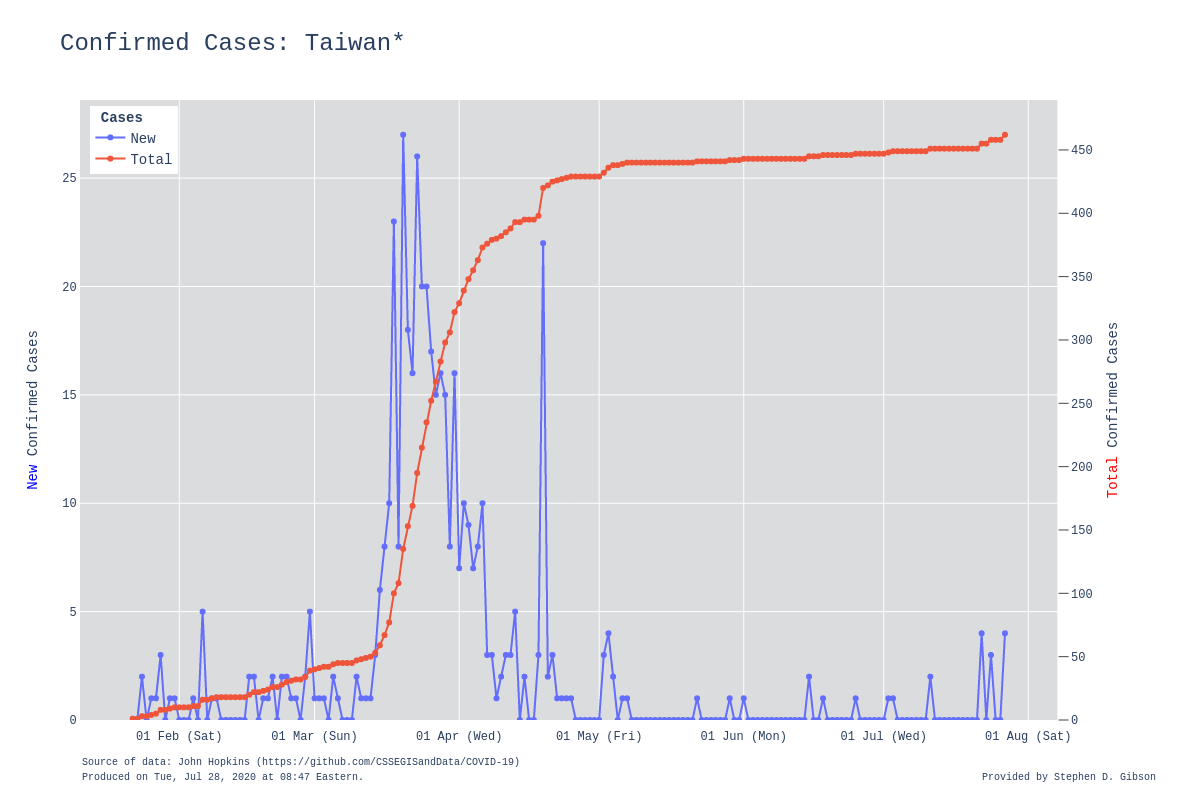 Confirmed Cases: Taiwan*
Cases
New
Total
25
20
15
10
5
0
450
400
350
300
250
200
150
100
50
0
New Confirmed Cases
Total Confirmed Cases
01 Feb (Sat)
01 Mar (Sun)
01 Apr (Wed)
01 May (Fri)
01 Jun (Mon)
01 Jul (Wed)
01 Aug (Sat)
Source of data: John Hopkins (https://github.com/CSSEGISandData/COVID-19)
Produced on Tue, Jul 28, 2020 at 08:47 Eastern.
Provided by Stephen D. Gibson